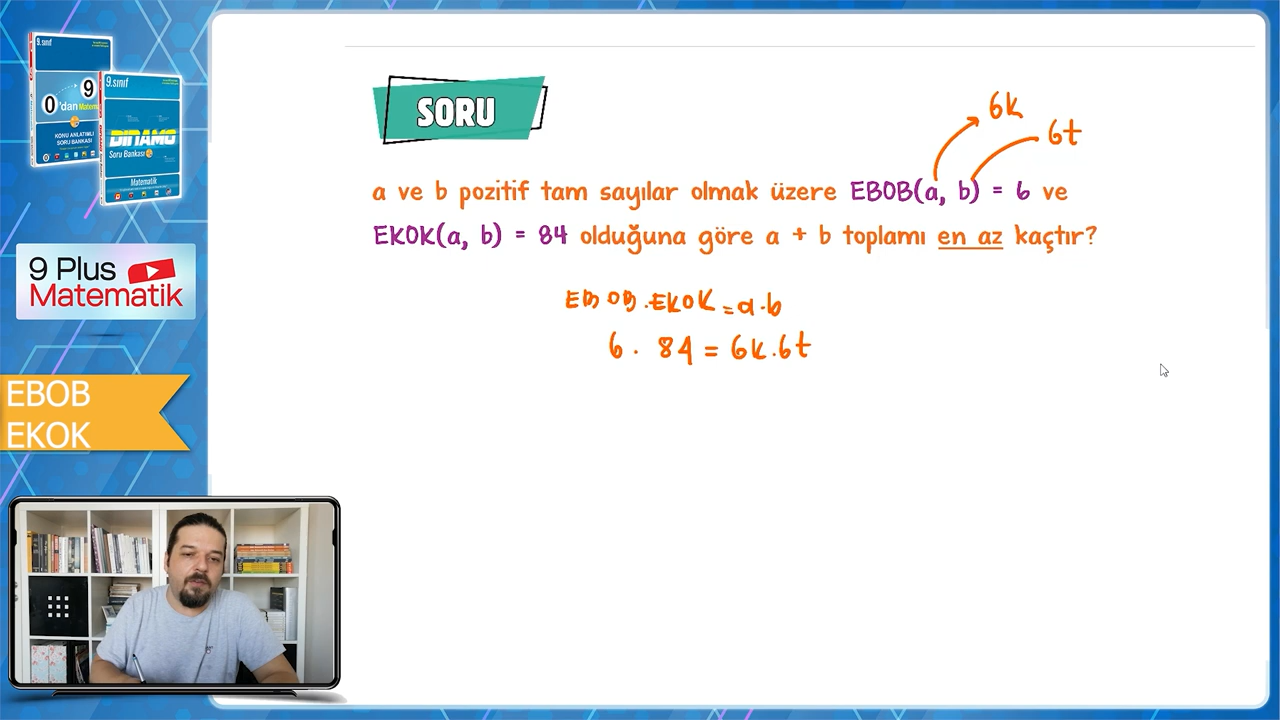 9.sınıf
0'dan 9
Matem
KONU ANLATIMLI
SORU BANKASI
9.sınıf
DİNAMO
Soru Bankası
Matematik
9 Plus
Matematik
EBOB
EKOK
SORU
6k
6t
a ve b pozitif tam sayılar olmak üzere EBOB(a, b) = 6 ve
EKOK(a, b) = 84 olduğuna göre a + b toplamı en az kaçtır?
EBOB.EKOK=a.b
6. 84=6k.6t